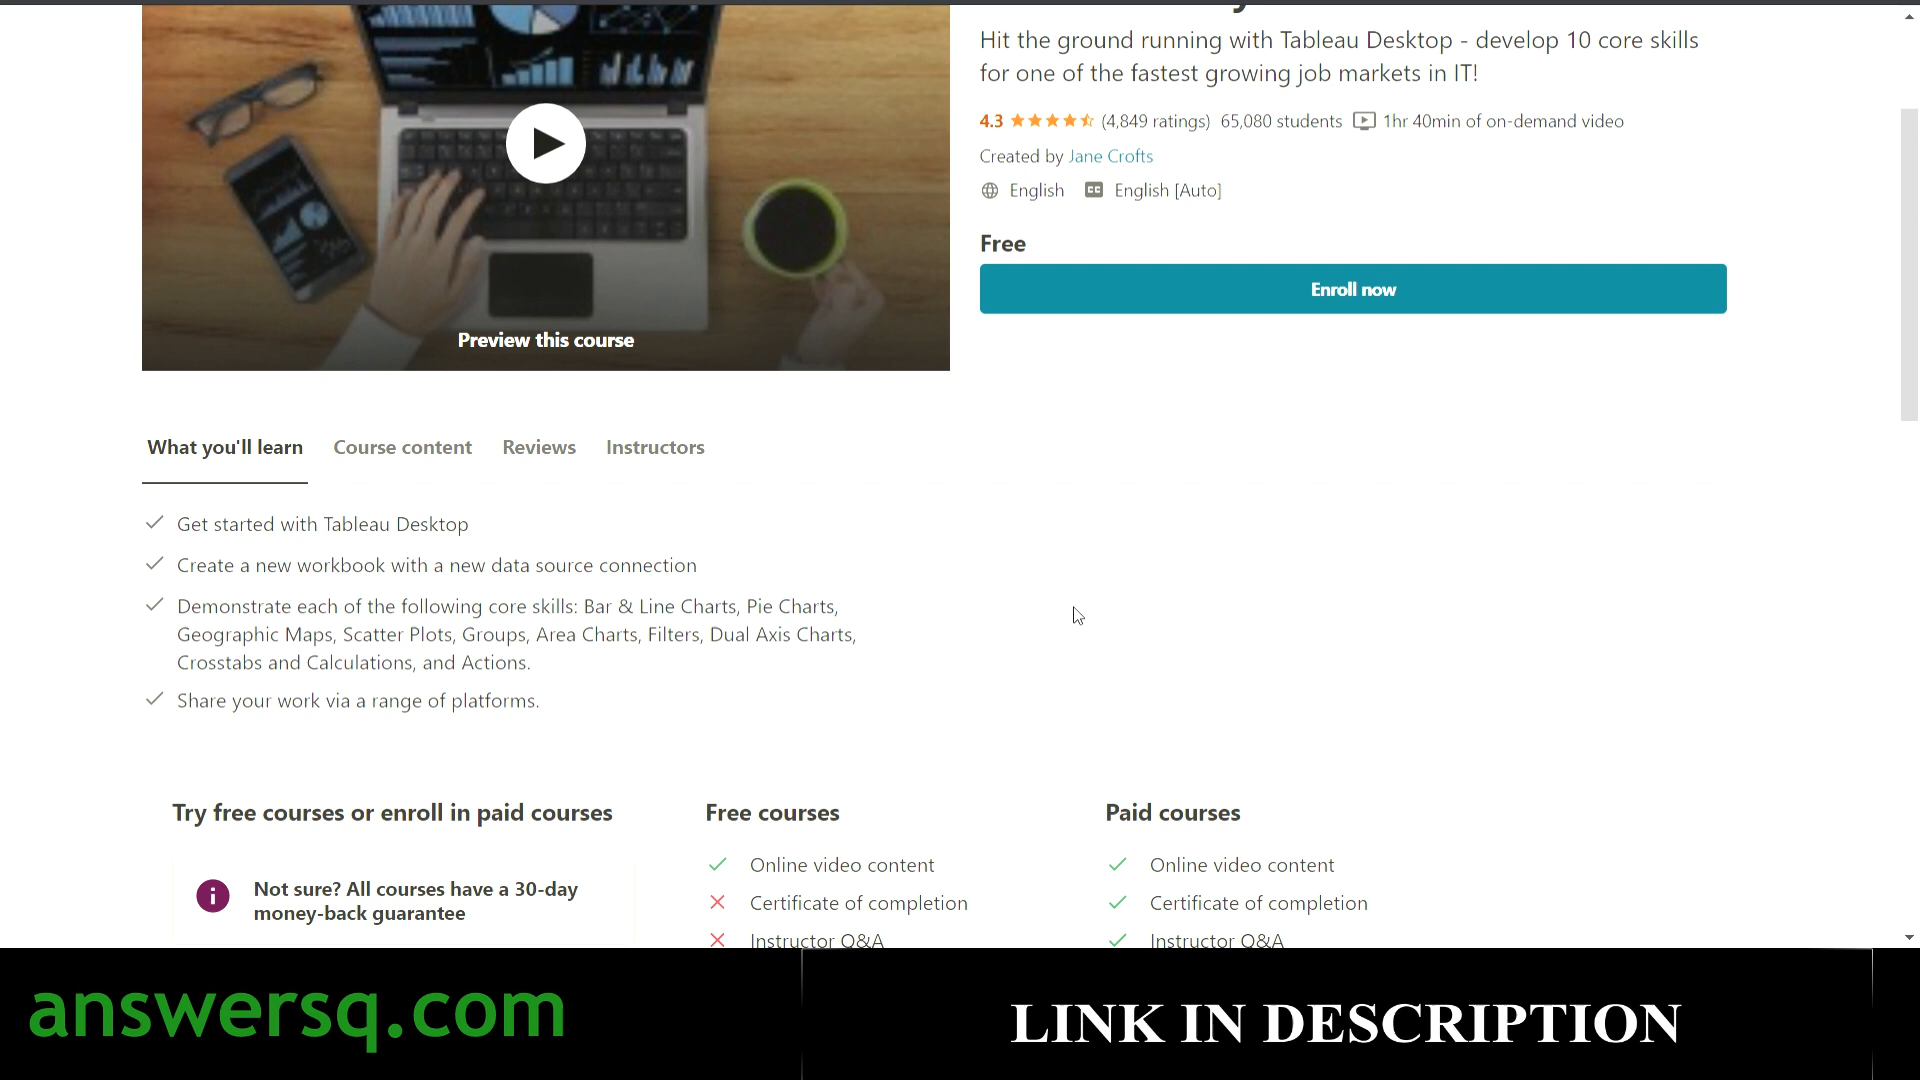 Hit the ground running with Tableau Desktop - develop 10 core skills
for one of the fastest growing job markets in IT!
4.3 (4,849 ratings) 65,080 students 1hr 40min of on-demand video
Created by Jane Crofts
English English [Auto]
Free
Enroll now
Preview this course
What you'll learn Course content Reviews Instructors
Get started with Tableau Desktop
Create a new workbook with a new data source connection
Demonstrate each of the following core skills: Bar & Line Charts, Pie Charts,
Geographic Maps, Scatter Plots, Groups, Area Charts, Filters, Dual Axis Charts,
Crosstabs and Calculations, and Actions.
Share your work via a range of platforms.
Try free courses or enroll in paid courses
Not sure? All courses have a 30-day
money-back guarantee
Free courses
Online video content
Certificate of completion
Instructor Q&A
Paid courses
Online video content
Certificate of completion
Instructor Q&A
answersq.com
LINK IN DESCRIPTION